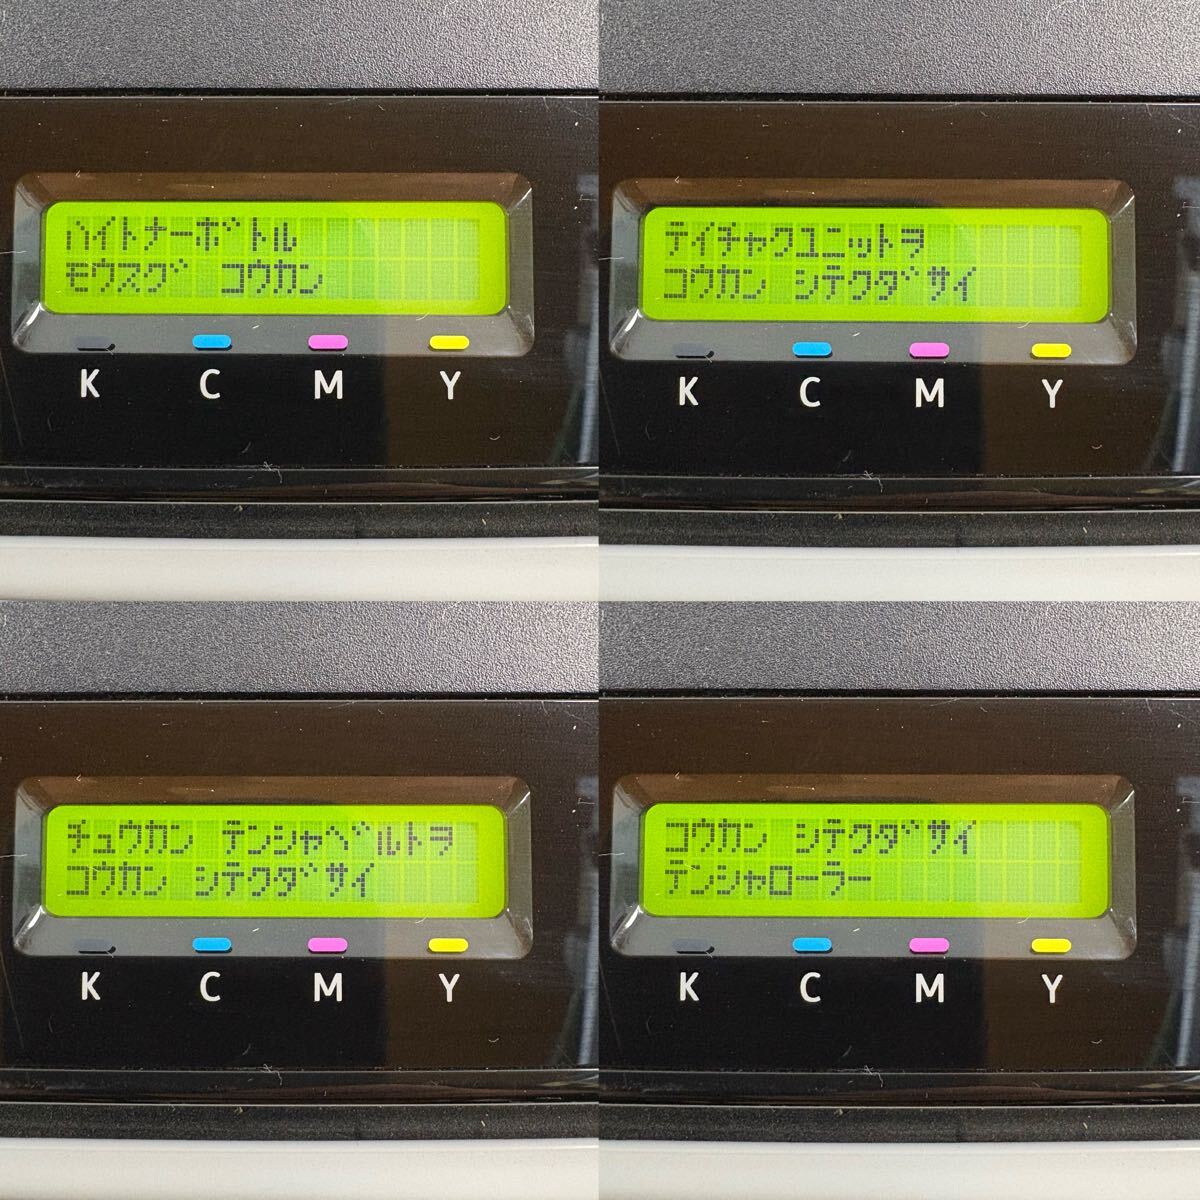 ﾊｲﾄﾅｰﾎﾞﾄﾙ
ﾓｳｽｸﾞ ｺｳｶﾝ
K C M Y
ﾃｲﾁｬｸﾕﾆｯﾄｦ
ｺｳｶﾝ ｼﾃｸﾀﾞｻｲ
K C M Y
ﾁｭｳｶﾝ ﾃﾝｼｬﾍﾞﾙﾄｦ
ｺｳｶﾝ ｼﾃｸﾀﾞｻｲ
K C M Y
ｺｳｶﾝ ｼﾃｸﾀﾞｻｲ
ﾃﾝｼｬﾛｰﾗｰ
K C M Y